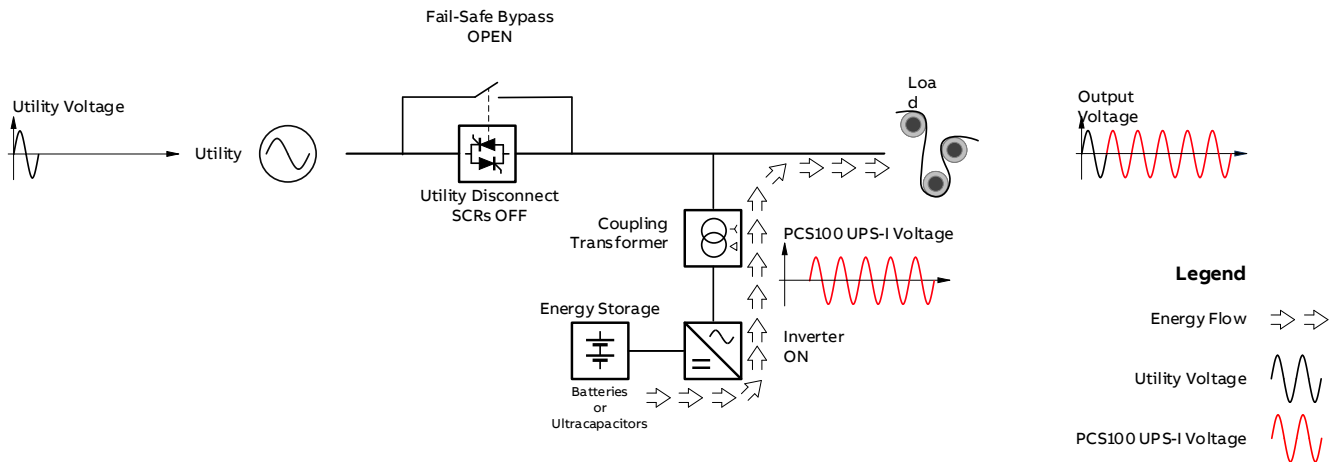 Fail-Safe Bypass
OPEN
Utility Voltage
Utility
Utility Disconnect
SCRs OFF
Loa
d
Output
Voltage
Coupling
Transformer
PCS100 UPS-I Voltage
Energy Storage
Inverter
ON
Batteries
or
Ultracapacitors
Legend
Energy Flow
Utility Voltage
PCS100 UPS-I Voltage